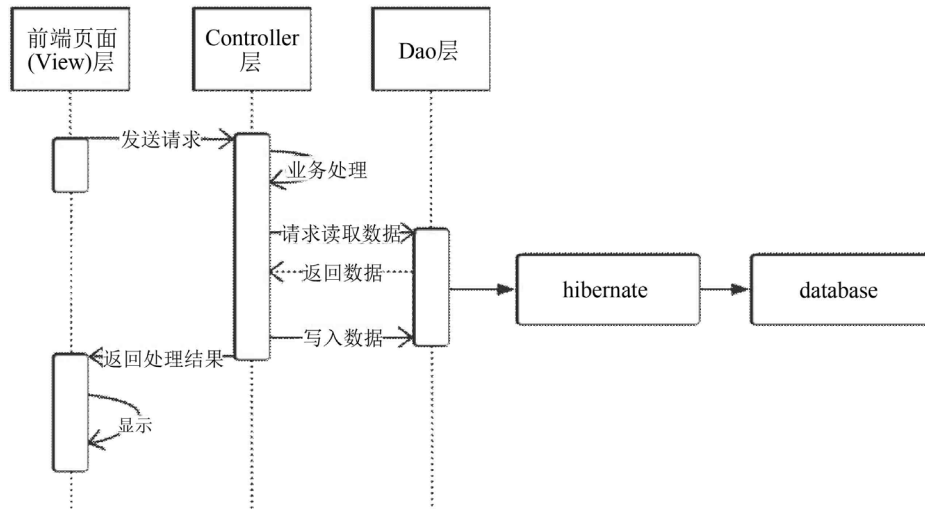 前端页面
(View)层
Controller
层
Dao层
发送请求
业务处理
请求读取数据
返回数据
hibernate
database
写入数据
返回处理结果
显示